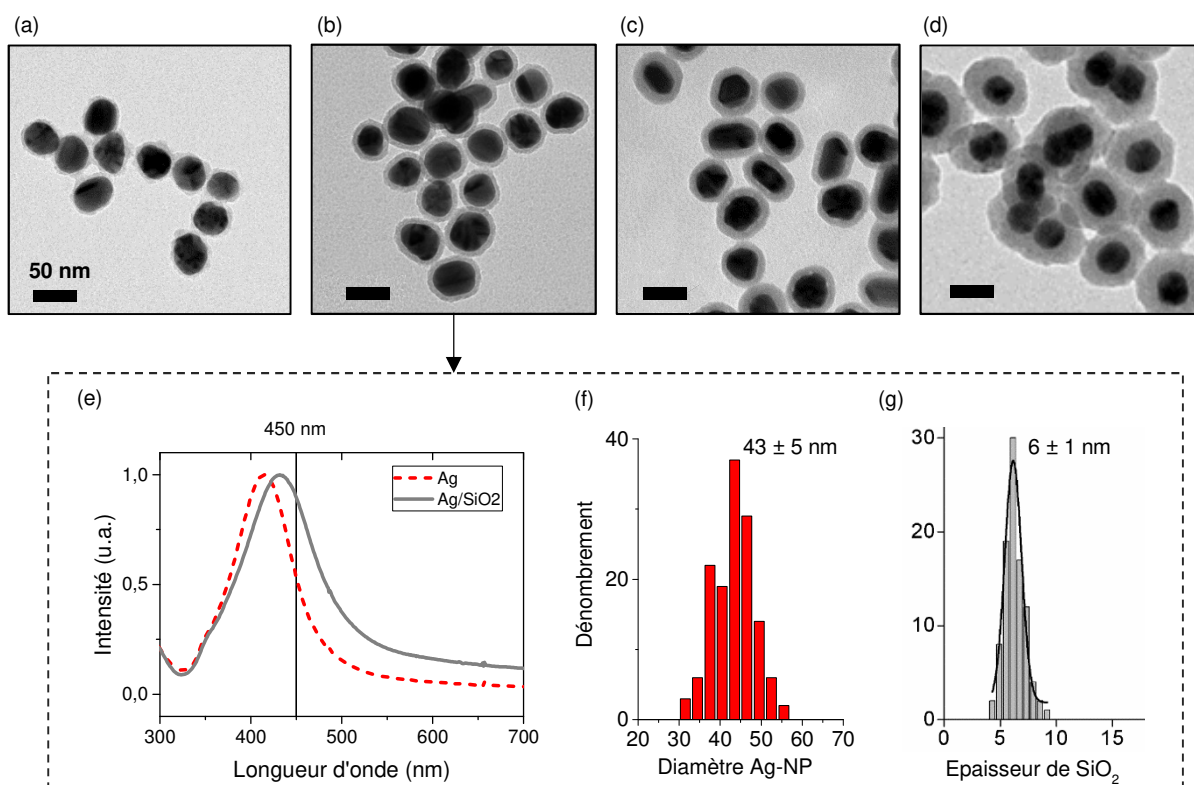 (a)
(b)
(c)
(d)
50 nm
(e)
450 nm
Ag
Ag/SiO2
Intensité (u.a.)
1,0
0,5
0,0
300
400
500
600
700
Longueur d'onde (nm)
(f)
43 ± 5 nm
Dénombrement
40
20
0
20
30
40
50
60
70
Diamètre Ag-NP
(g)
6 ± 1 nm
30
20
10
0
0
5
10
15
Epaisseur de SiO₂